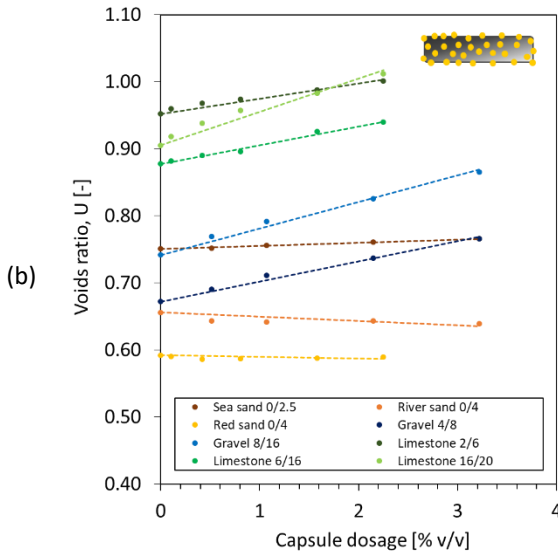 (b)
Voids ratio, U [-]
1.10
1.00
0.90
0.80
0.70
0.60
0.50
0.40
Sea sand 0/2.5 River sand 0/4
Red sand 0/4 Gravel 4/8
Gravel 8/16 Limestone 2/6
Limestone 6/16 Limestone 16/20
0 1 2 3 4
Capsule dosage [% v/v]